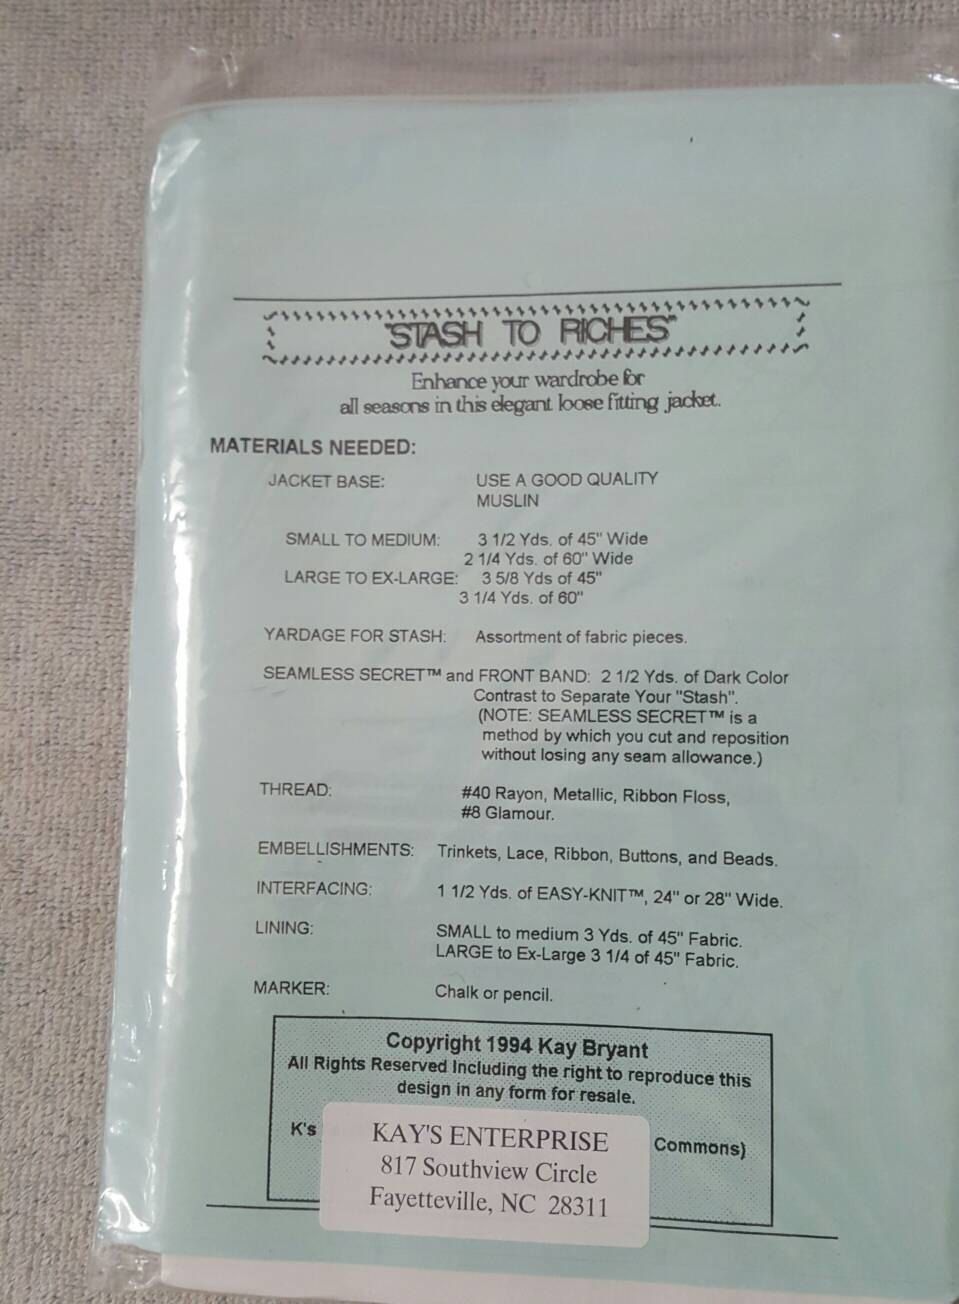 "STASH TO RICHES"
Enhance your wardrobe for
all seasons in this elegant loose fitting jacket.
MATERIALS NEEDED:
JACKET BASE: USE A GOOD QUALITY
MUSLIN
SMALL TO MEDIUM: 3 1/2 Yds. of 45" Wide
2 1/4 Yds. of 60" Wide
LARGE TO EX-LARGE: 3 5/8 Yds of 45"
3 1/4 Yds. of 60"
YARDAGE FOR STASH: Assortment of fabric pieces.
SEAMLESS SECRET™ and FRONT BAND: 2 1/2 Yds. of Dark Color
Contrast to Separate Your "Stash".
(NOTE: SEAMLESS SECRET™ is a
method by which you cut and reposition
without losing any seam allowance.)
THREAD: #40 Rayon, Metallic, Ribbon Floss,
#8 Glamour.
EMBELLISHMENTS: Trinkets, Lace, Ribbon, Buttons, and Beads.
INTERFACING: 1 1/2 Yds. of EASY-KNIT™, 24" or 28" Wide.
LINING: SMALL to medium 3 Yds. of 45" Fabric.
LARGE to Ex-Large 3 1/4 of 45" Fabric.
MARKER: Chalk or pencil.
Copyright 1994 Kay Bryant
All Rights Reserved Including the right to reproduce this
design in any form for resale.
K's Commons)
KAY'S ENTERPRISE
817 Southview Circle
Fayetteville, NC 28311